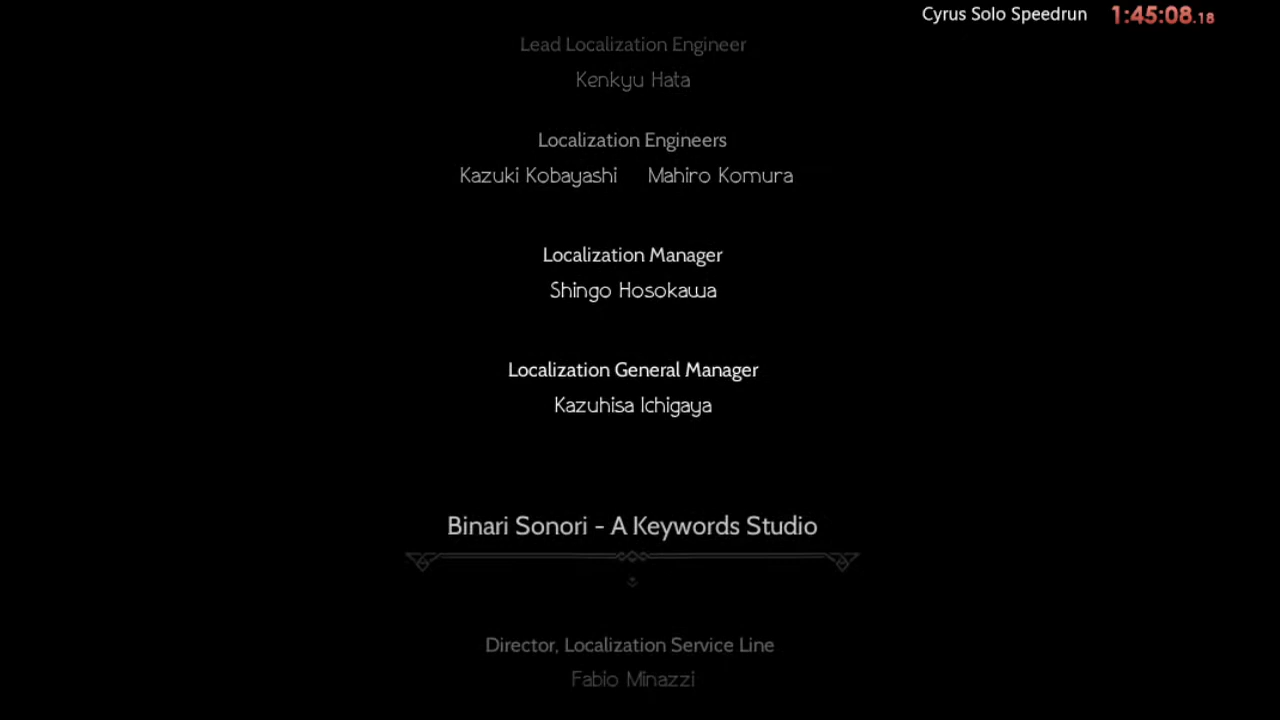 Cyrus Solo Speedrun 1:45:08.18
Lead Localization Engineer
Kenkyu Hata
Localization Engineers
Kazuki Kobayashi Mahiro Komura
Localization Manager
Shingo Hosokawa
Localization General Manager
Kazuhisa Ichigaya
Binari Sonori - A Keywords Studio
Director, Localization Service Line
Fabio Minazzi